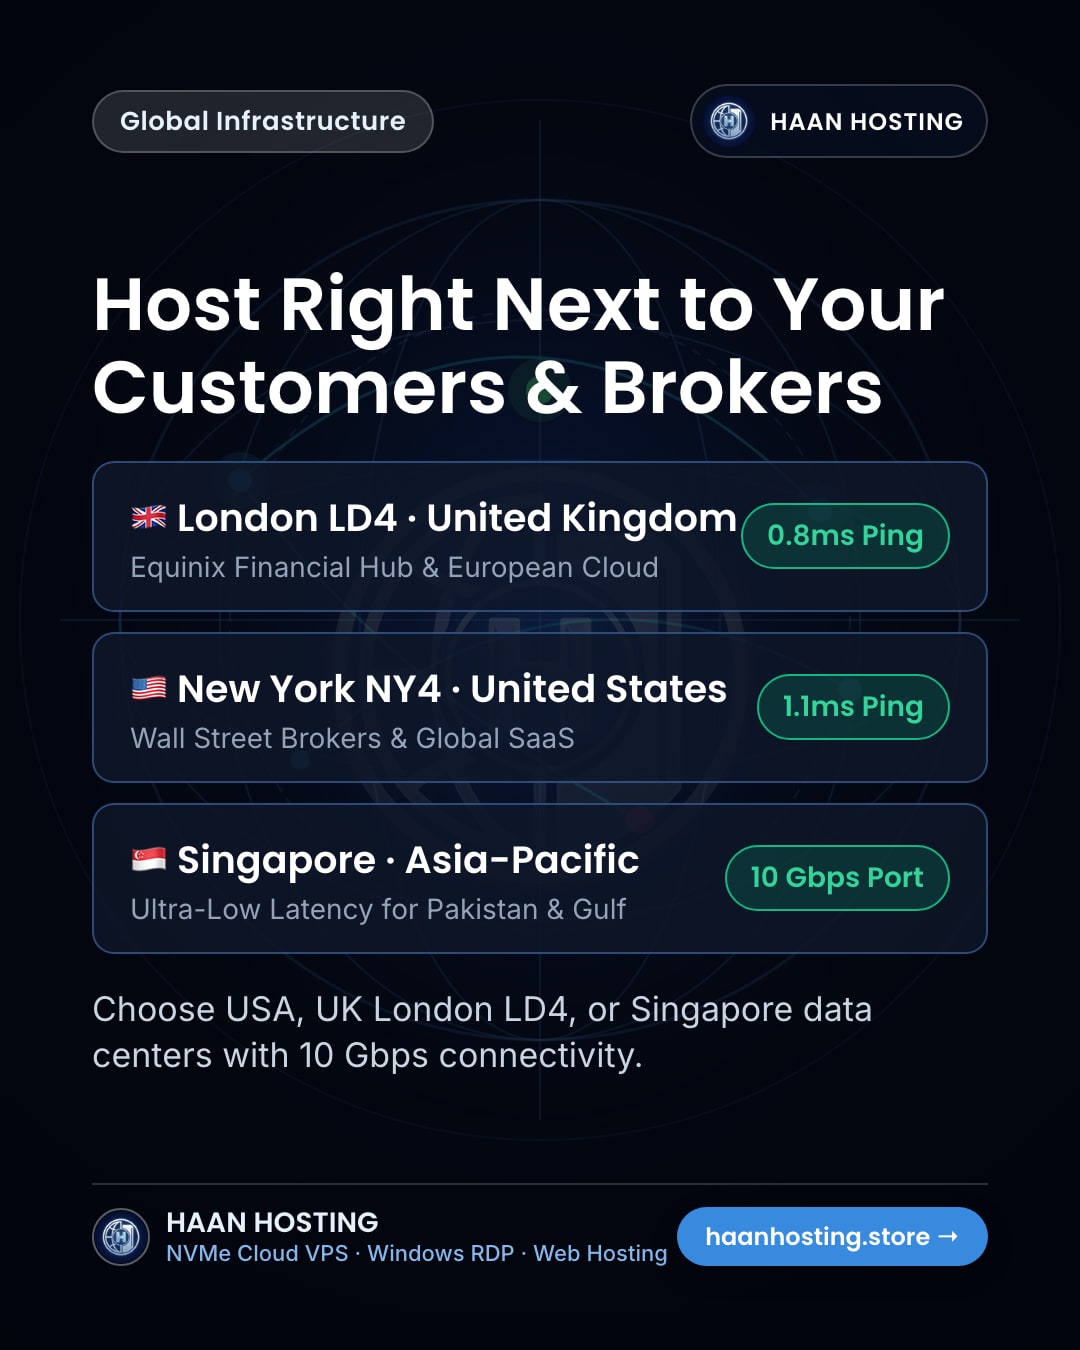 Global Infrastructure
HAAN HOSTING
Host Right Next to Your
Customers & Brokers
🇬🇧 London LD4 · United Kingdom
0.8ms Ping
Equinix Financial Hub & European Cloud
🇺🇸 New York NY4 · United States
1.1ms Ping
Wall Street Brokers & Global SaaS
🇸🇬 Singapore · Asia-Pacific
10 Gbps Port
Ultra-Low Latency for Pakistan & Gulf
Choose USA, UK London LD4, or Singapore data
centers with 10 Gbps connectivity.
HAAN HOSTING
NVMe Cloud VPS · Windows RDP · Web Hosting
haanhosting.store →